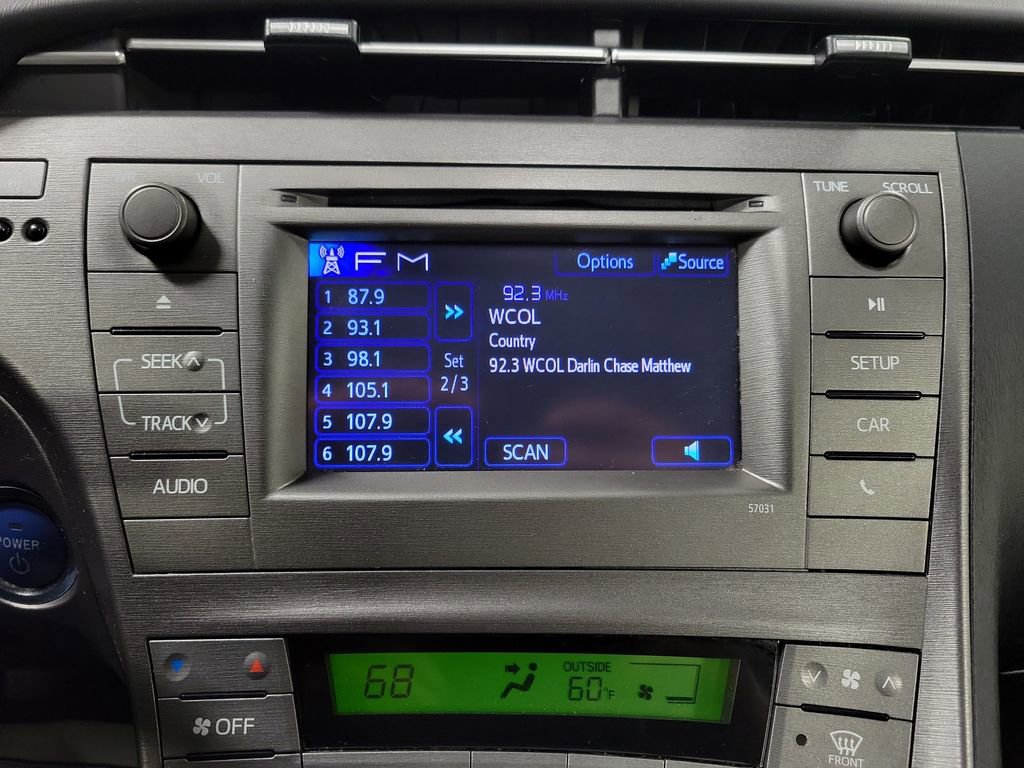 PWR VOL
TUNE SCROLL
FM
Options
Source
1 87.9
2 93.1
3 98.1
4 105.1
5 107.9
6 107.9
Set
2/3
92.3 MHz
WCOL
Country
92.3 WCOL Darlin Chase Matthew
SCAN
SEEK
TRACK
AUDIO
SETUP
CAR
57031
POWER
68
OUTSIDE
60°F
OFF
FRONT